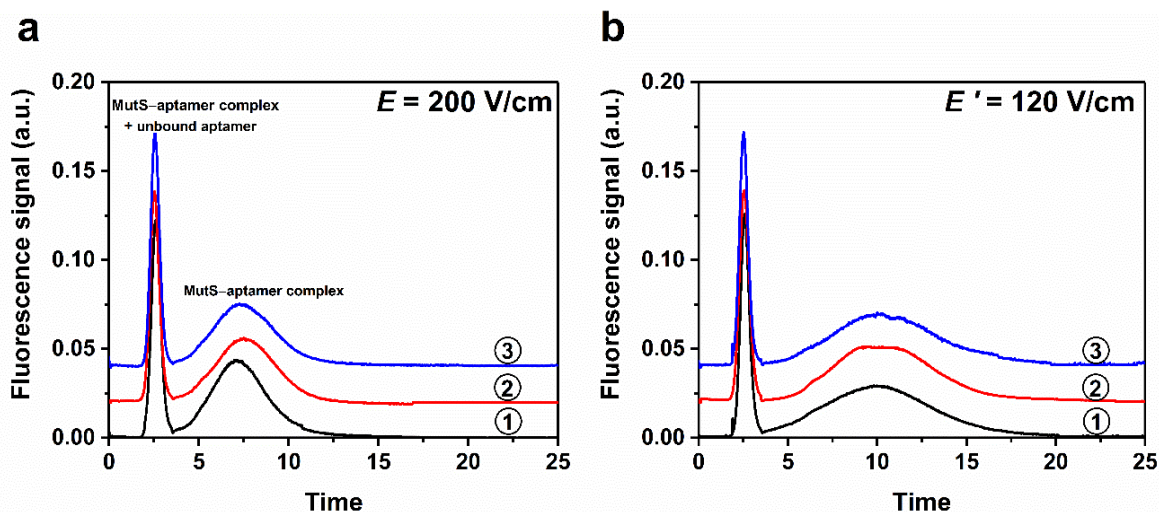 a
E = 200 V/cm
MutS–aptamer complex
+ unbound aptamer
MutS–aptamer complex
3
2
1
0.20
0.15
0.10
0.05
0.00
Fluorescence signal (a.u.)
0 5 10 15 20 25
Time
b
E ' = 120 V/cm
3
2
1
0.20
0.15
0.10
0.05
0.00
Fluorescence signal (a.u.)
0 5 10 15 20 25
Time